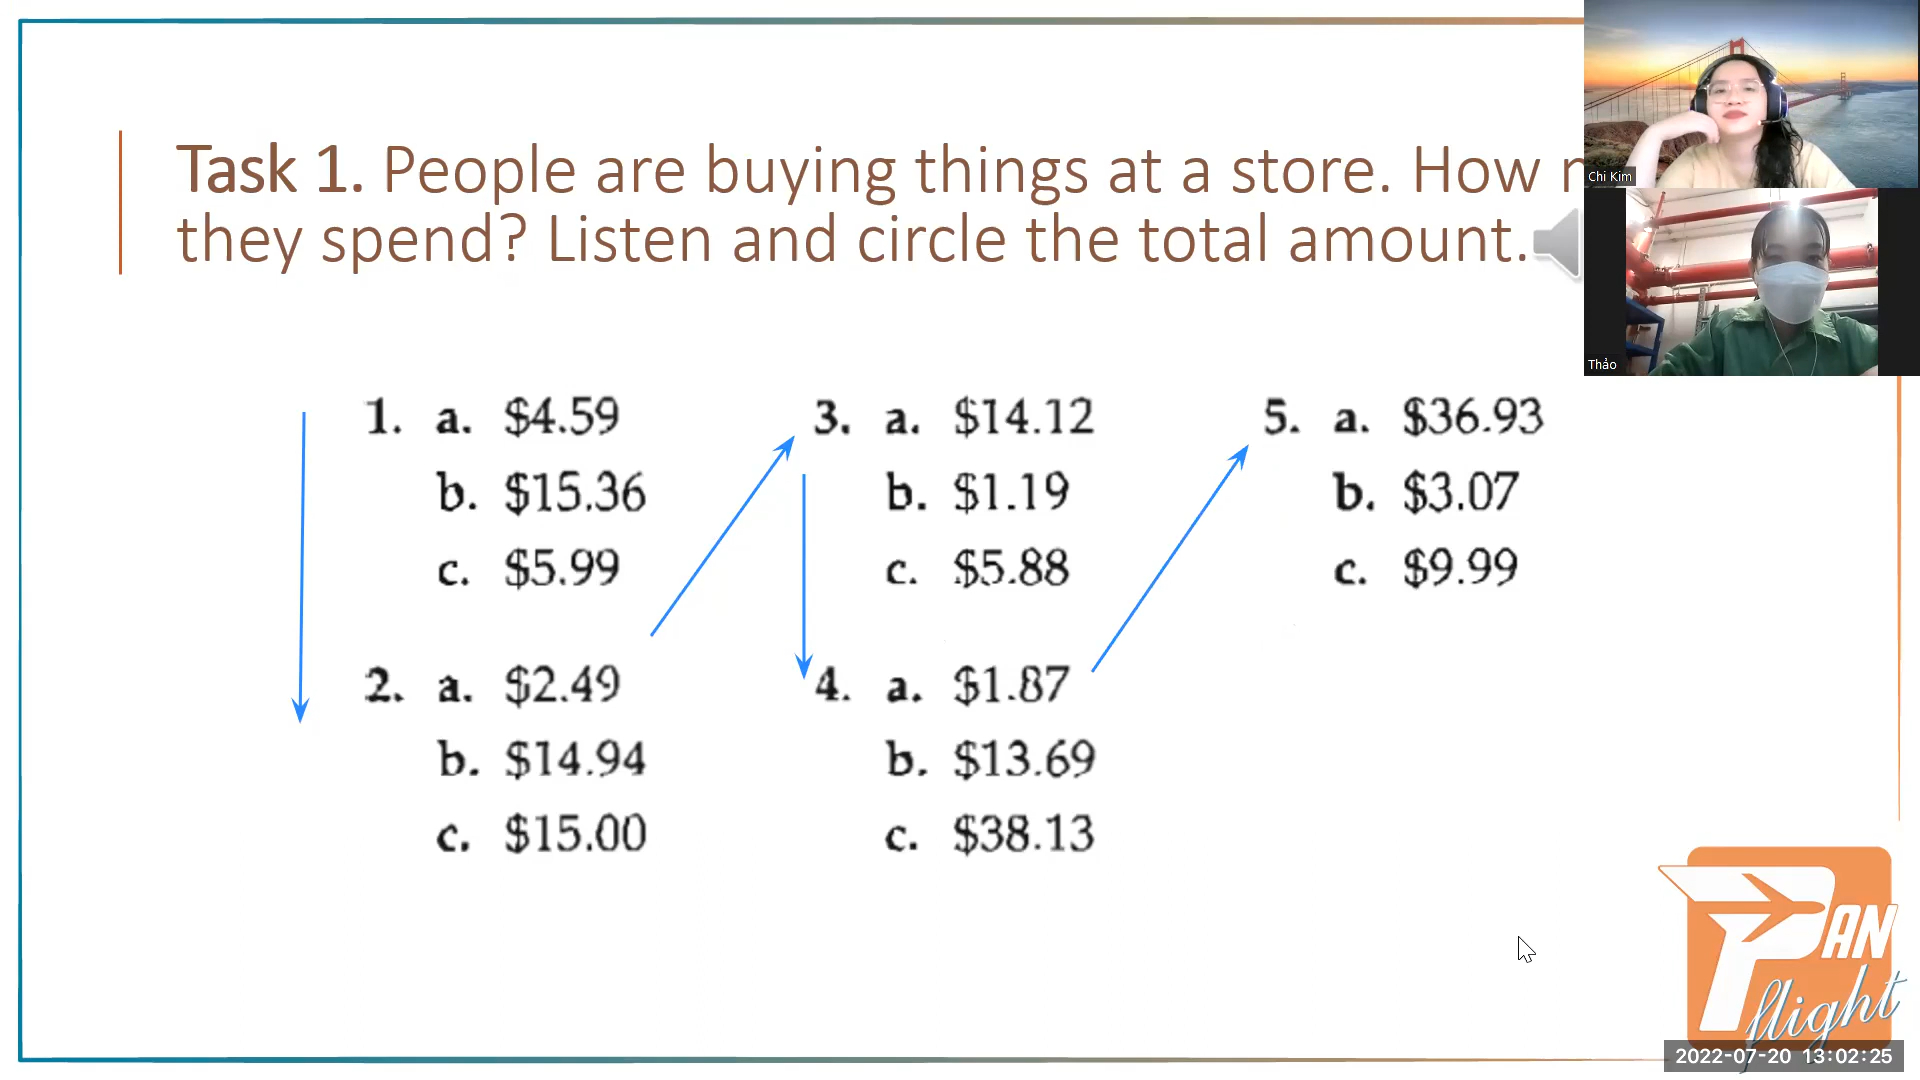 Task 1. People are buying things at a store. How
they spend? Listen and circle the total amount.
Chi Kim
Thảo
1. a. $4.59
b. $15.36
c. $5.99
2. a. $2.49
b. $14.94
c. $15.00
3. a. $14.12
b. $1.19
c. $5.88
4. a. $1.87
b. $13.69
c. $38.13
5. a. $36.93
b. $3.07
c. $9.99
PAN
flight
2022-07-20 13:02:25